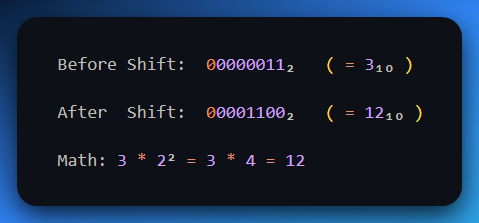 Before Shift:  00000011₂   ( = 3₁₀ )
After  Shift:  00001100₂   ( = 12₁₀ )
Math: 3 * 2² = 3 * 4 = 12